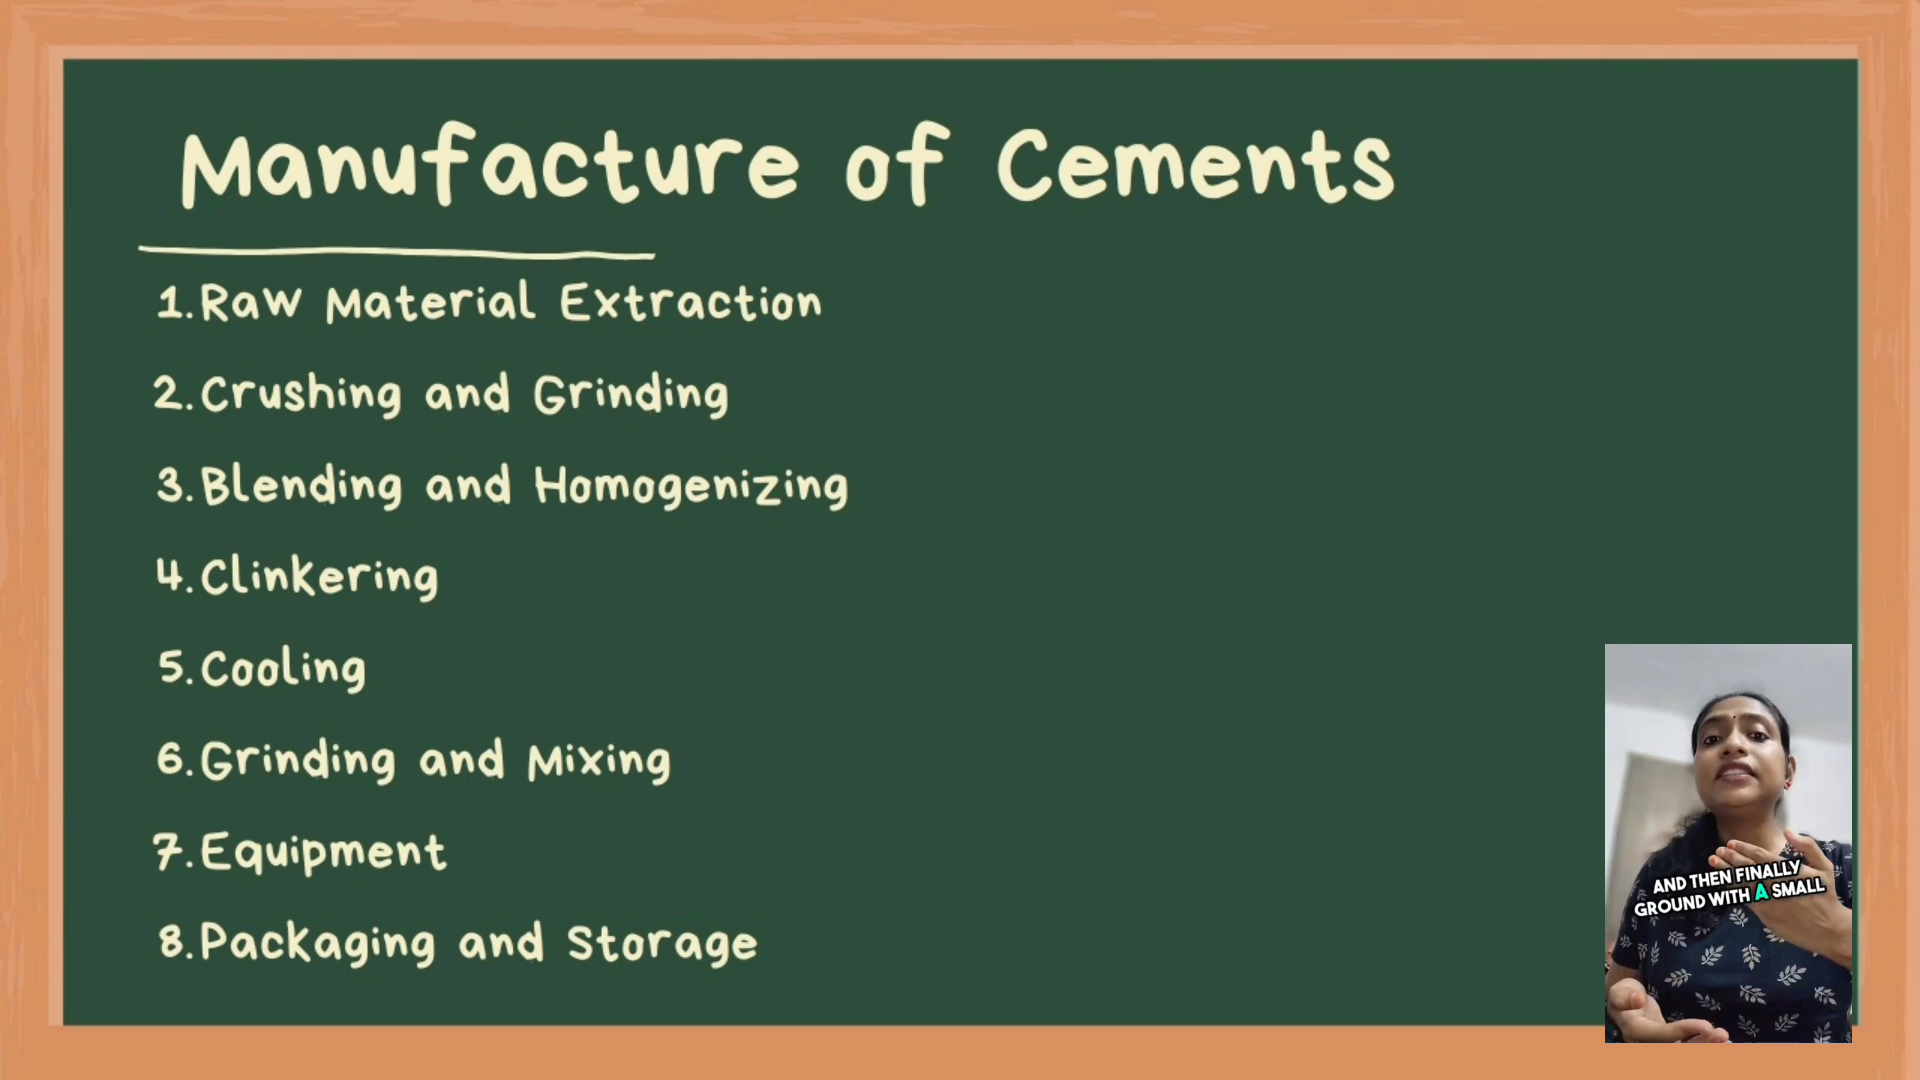 Manufacture of Cements
1. Raw Material Extraction
2. Crushing and Grinding
3. Blending and Homogenizing
4. Clinkering
5. Cooling
6. Grinding and Mixing
7. Equipment
8. Packaging and Storage
AND THEN FINALLY
GROUND WITH A SMALL